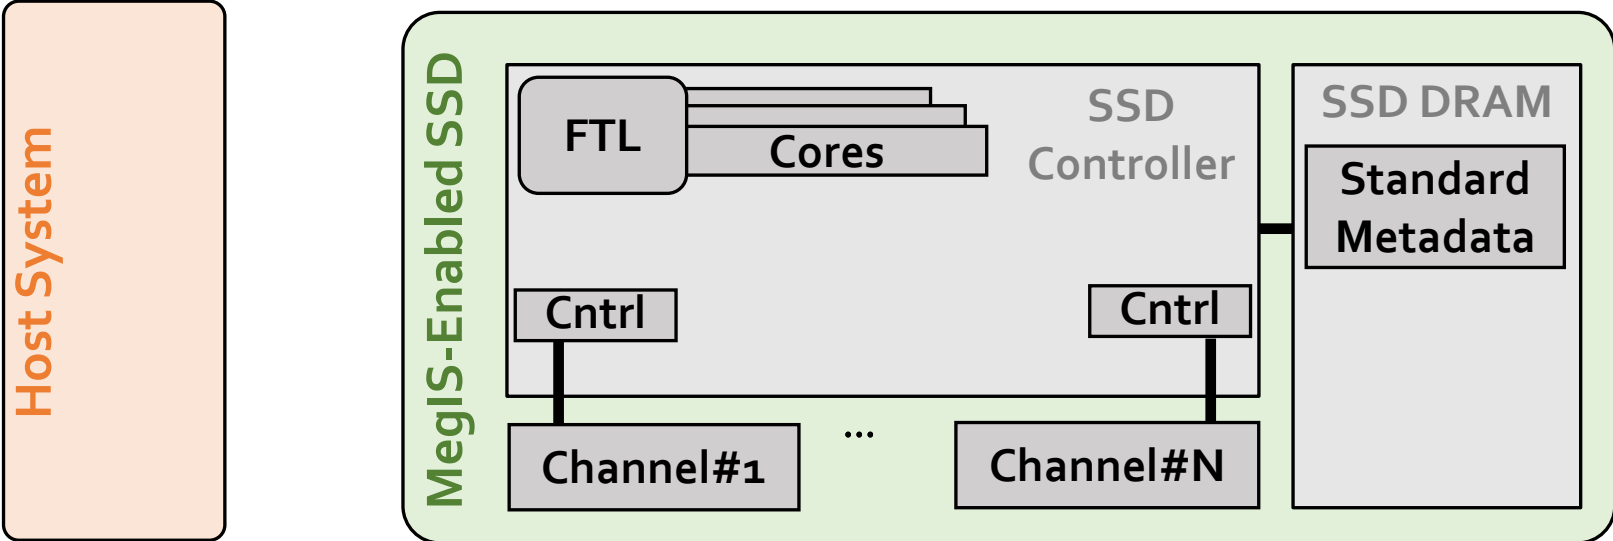 Host System
MegIS-Enabled SSD
FTL
Cores
SSD
Controller
SSD DRAM
Standard
Metadata
Cntrl
Cntrl
Channel#1
...
Channel#N